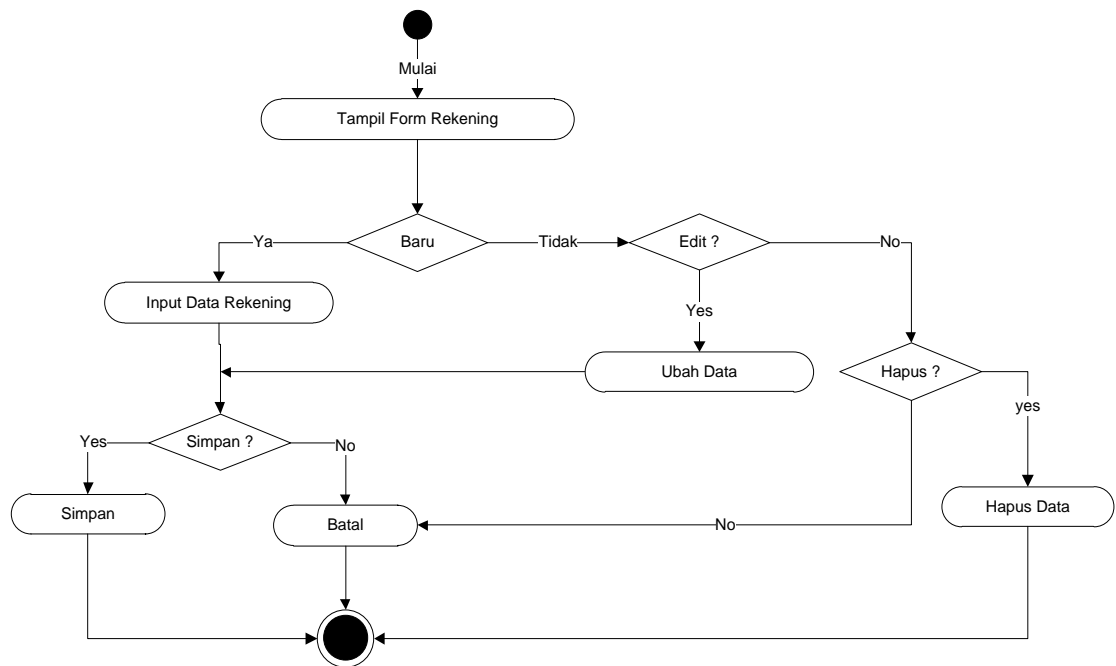 Mulai
Tampil Form Rekening
Ya
Baru
Tidak
Edit ?
No
Input Data Rekening
Yes
Ubah Data
Hapus ?
yes
Yes
Simpan ?
No
Simpan
Batal
No
Hapus Data